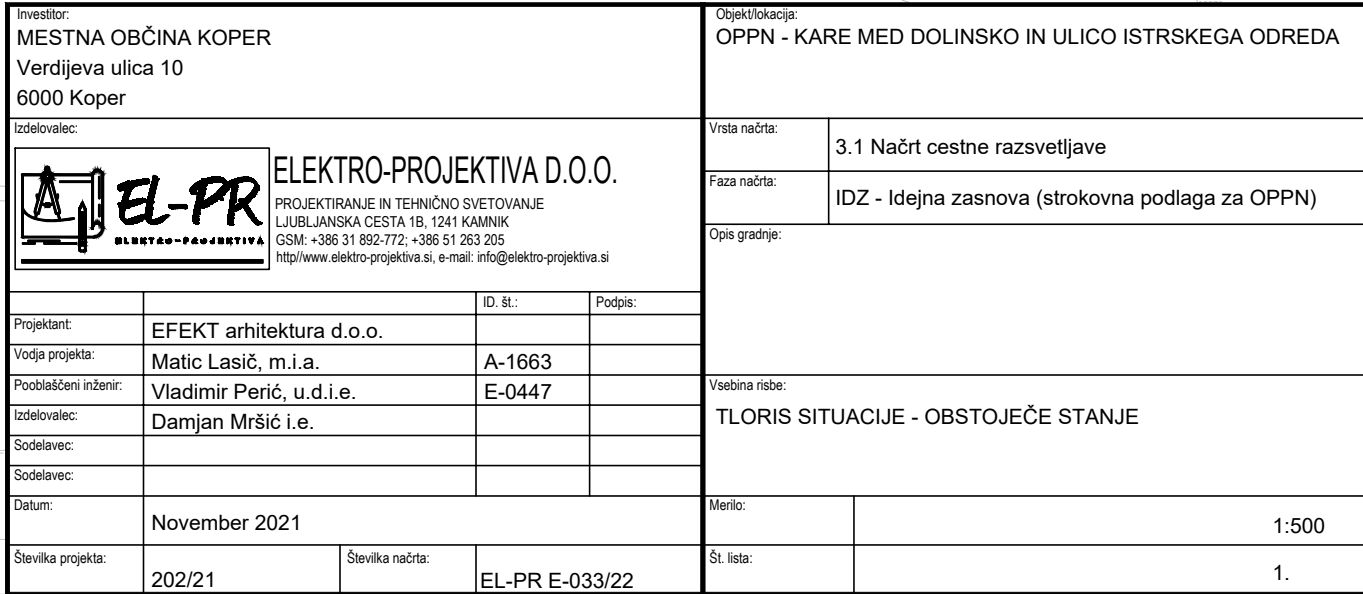 Investitor:
MESTNA OBČINA KOPER
Verdijeva ulica 10
6000 Koper
Izdelovalec:
EL-PR
ELEKTRO-PROJEKTIVA
ELEKTRO-PROJEKTIVA D.O.O.
PROJEKTIRANJE IN TEHNIČNO SVETOVANJE
LJUBLJANSKA CESTA 1B, 1241 KAMNIK
GSM: +386 31 892-772; +386 51 263 205
http//www.elektro-projektiva.si, e-mail: info@elektro-projektiva.si
ID. št.: Podpis:
Projektant: EFEKT arhitektura d.o.o.
Vodja projekta: Matic Lasič, m.i.a. A-1663
Pooblaščeni inženir: Vladimir Perić, u.d.i.e. E-0447
Izdelovalec: Damjan Mršić i.e.
Sodelavec:
Sodelavec:
Datum: November 2021
Številka projekta: 202/21 Številka načrta: EL-PR E-033/22
Objekt/lokacija:
OPPN - KARE MED DOLINSKO IN ULICO ISTRSKEGA ODREDA
Vrsta načrta: 3.1 Načrt cestne razsvetljave
Faza načrta: IDZ - Idejna zasnova (strokovna podlaga za OPPN)
Opis gradnje:
Vsebina risbe:
TLORIS SITUACIJE - OBSTOJEČE STANJE
Merilo: 1:500
Št. lista: 1.